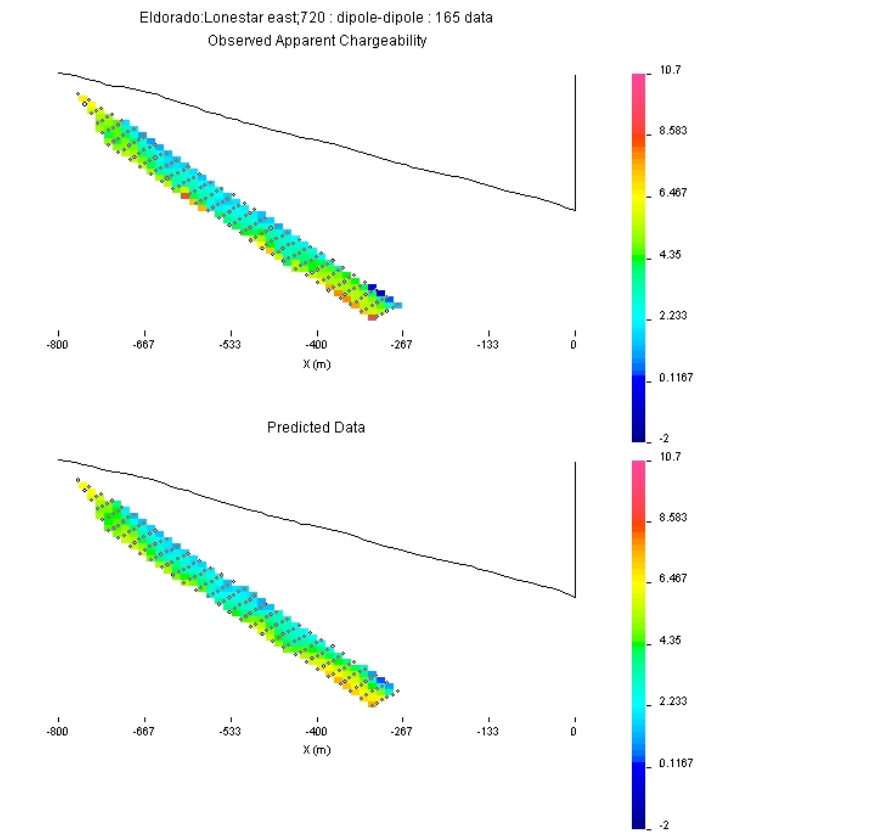 Eldorado:Lonestar east;720 : dipole-dipole : 165 data
Observed Apparent Chargeability
10.7
8.583
6.467
4.35
2.233
0.1167
-2
-800 -667 -533 -400 -267 -133 0
X (m)
Predicted Data
10.7
8.583
6.467
4.35
2.233
0.1167
-2
-800 -667 -533 -400 -267 -133 0
X (m)